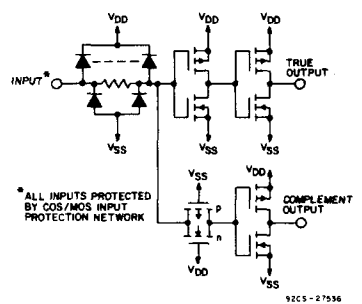 VDD
VDD
VDD
INPUT*
TRUE
OUTPUT
VSS
VSS
VSS
VSS
VDD
* ALL INPUTS PROTECTED
BY COS/MOS INPUT
PROTECTION NETWORK
p
n
COMPLEMENT
OUTPUT
VDD
VSS
92CS-27536